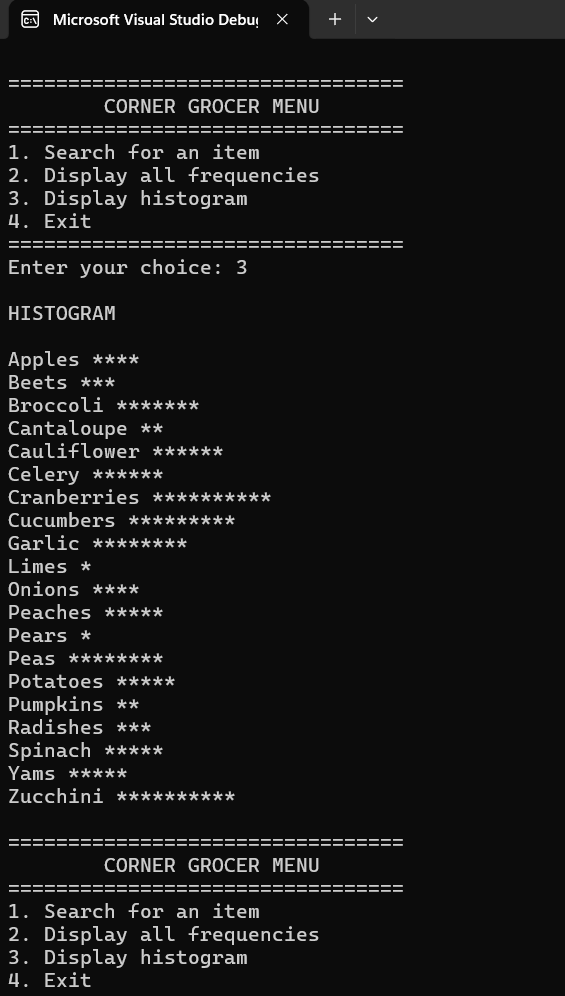 Microsoft Visual Studio Debu
=================================
        CORNER GROCER MENU
=================================
1. Search for an item
2. Display all frequencies
3. Display histogram
4. Exit
=================================
Enter your choice: 3
HISTOGRAM
Apples ****
Beets ***
Broccoli *******
Cantaloupe **
Cauliflower ******
Celery ******
Cranberries **********
Cucumbers *********
Garlic ********
Limes *
Onions ****
Peaches *****
Pears *
Peas ********
Potatoes *****
Pumpkins **
Radishes ***
Spinach *****
Yams *****
Zucchini **********
=================================
        CORNER GROCER MENU
=================================
1. Search for an item
2. Display all frequencies
3. Display histogram
4. Exit